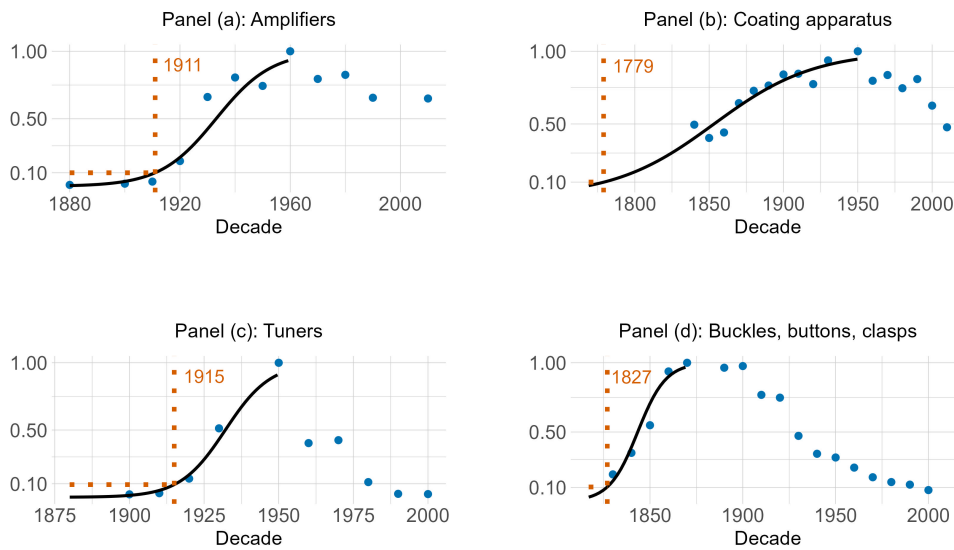 Panel (a): Amplifiers
1.00
0.50
0.10
1911
1880 1920 1960 2000
Decade
Panel (b): Coating apparatus
1.00
0.50
0.10
1779
1800 1850 1900 1950 2000
Decade
Panel (c): Tuners
1.00
0.50
0.10
1915
1875 1900 1925 1950 1975 2000
Decade
Panel (d): Buckles, buttons, clasps
1.00
0.50
0.10
1827
1850 1900 1950 2000
Decade